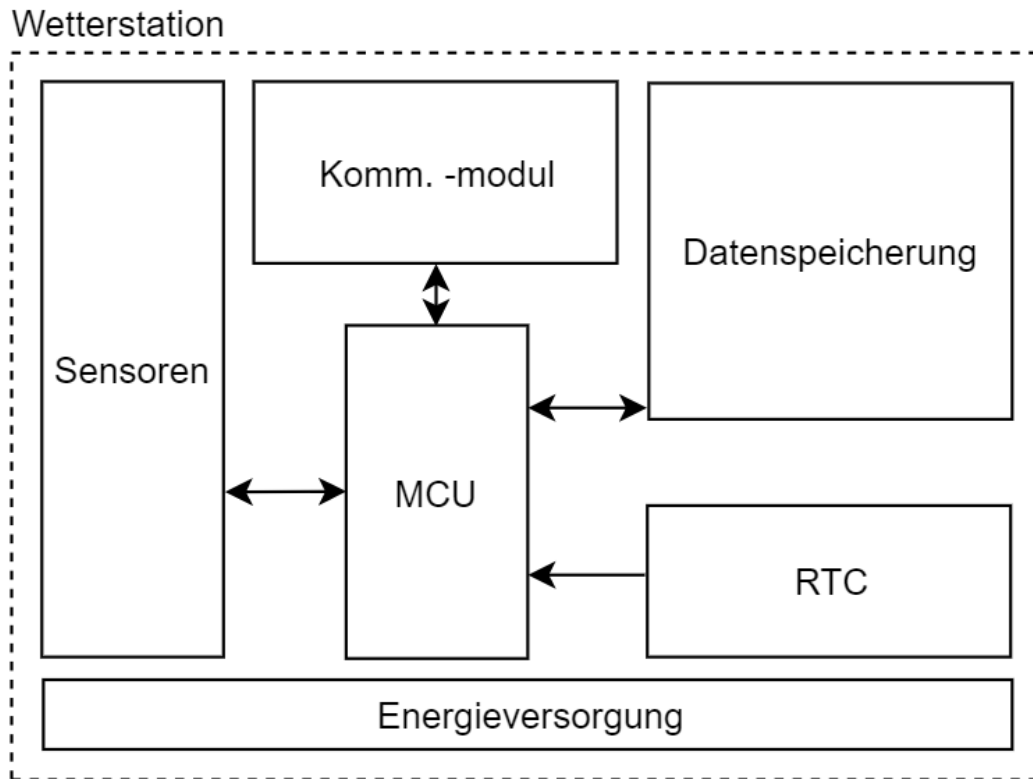 Wetterstation
Komm. -modul
Datenspeicherung
Sensoren
MCU
RTC
Energieversorgung